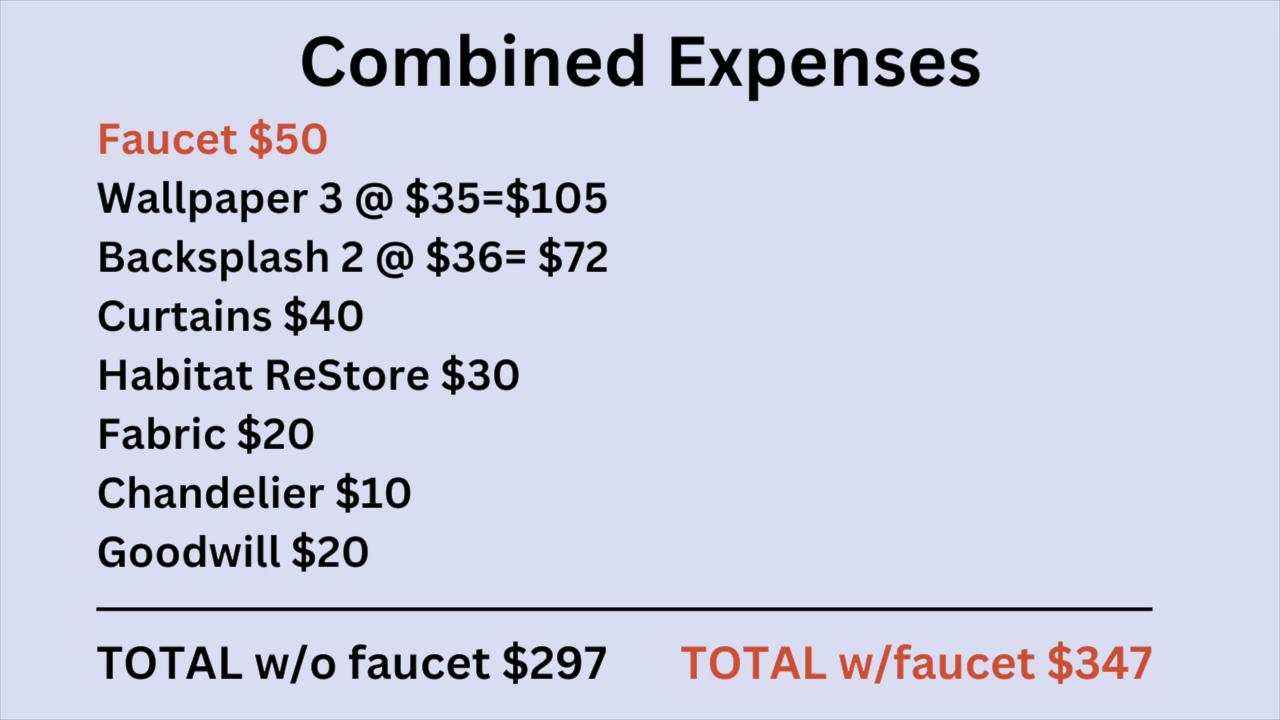 Combined Expenses
Faucet $50
Wallpaper 3 @ $35=$105
Backsplash 2 @ $36= $72
Curtains $40
Habitat ReStore $30
Fabric $20
Chandelier $10
Goodwill $20
TOTAL w/o faucet $297 TOTAL w/faucet $347